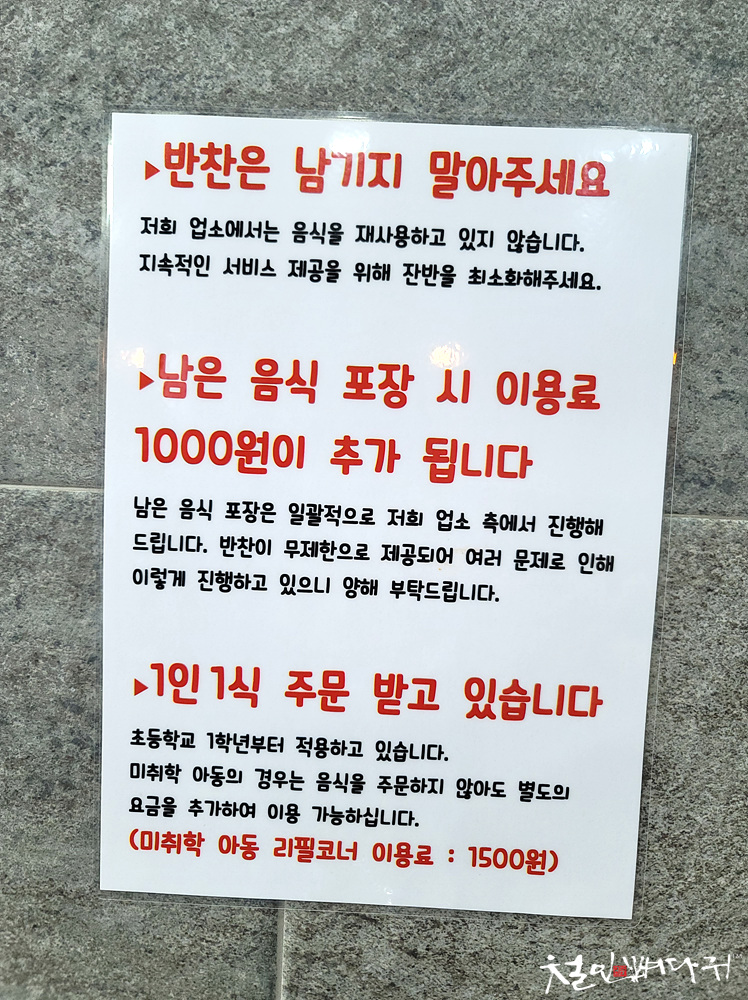 ▶반찬은 남기지 말아주세요
저희 업소에서는 음식을 재사용하고 있지 않습니다.
지속적인 서비스 제공을 위해 잔반을 최소화해주세요.
▶남은 음식 포장 시 이용료
1000원이 추가 됩니다
남은 음식 포장은 일괄적으로 저희 업소 측에서 진행해
드립니다. 반찬이 무제한으로 제공되어 여러 문제로 인해
이렇게 진행하고 있으니 양해 부탁드립니다.
▶1인 1식 주문 받고 있습니다
초등학교 1학년부터 적용하고 있습니다.
미취학 아동의 경우는 음식을 주문하지 않아도 별도의
요금을 추가하여 이용 가능하십니다.
(미취학 아동 리필코너 이용료 : 1500원)